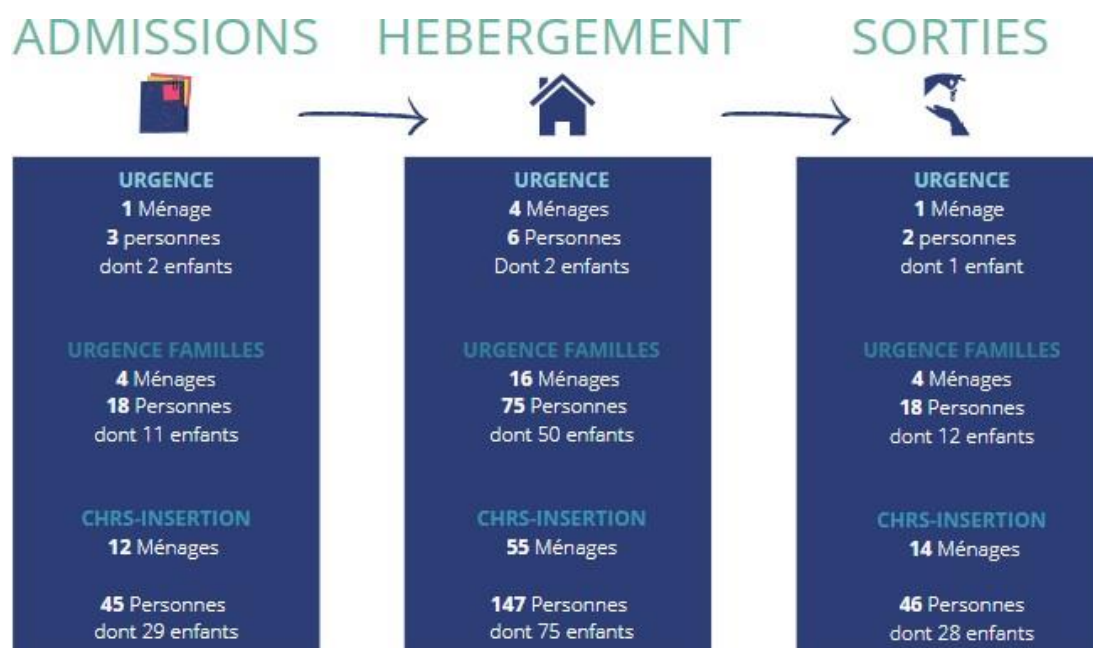 ADMISSIONS
HEBERGEMENT
SORTIES
URGENCE
1 Ménage
3 personnes
dont 2 enfants
URGENCE FAMILLES
4 Ménages
18 Personnes
dont 11 enfants
CHRS-INSERTION
12 Ménages
45 Personnes
dont 29 enfants
URGENCE
4 Ménages
6 Personnes
Dont 2 enfants
URGENCE FAMILLES
16 Ménages
75 Personnes
dont 50 enfants
CHRS-INSERTION
55 Ménages
147 Personnes
dont 75 enfants
URGENCE
1 Ménage
2 personnes
dont 1 enfant
URGENCE FAMILLES
4 Ménages
18 Personnes
dont 12 enfants
CHRS-INSERTION
14 Ménages
46 Personnes
dont 28 enfants